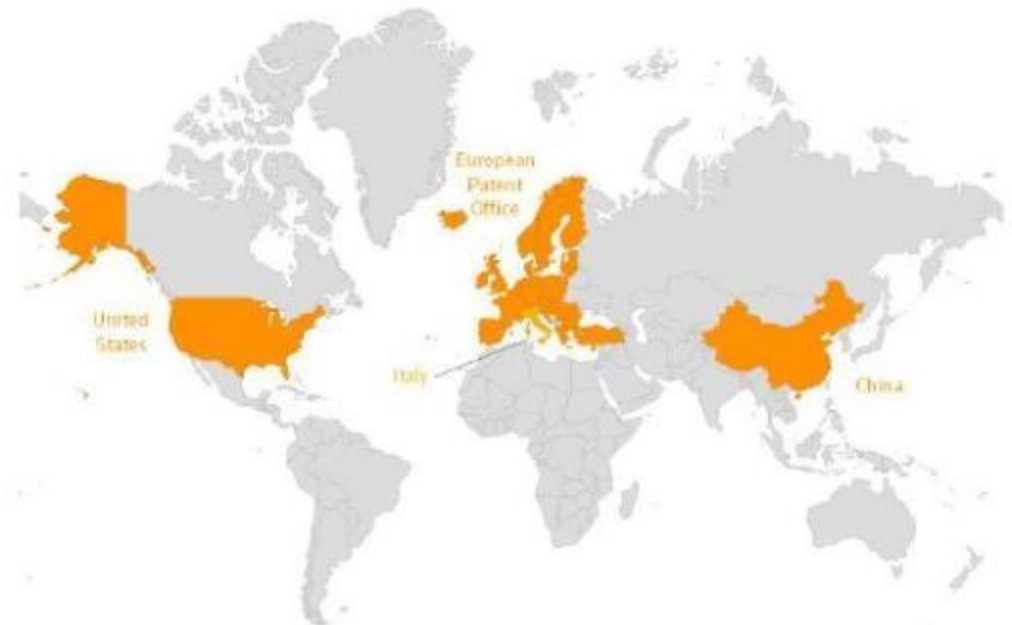 European
Patent
Office
United
States
Italy
China